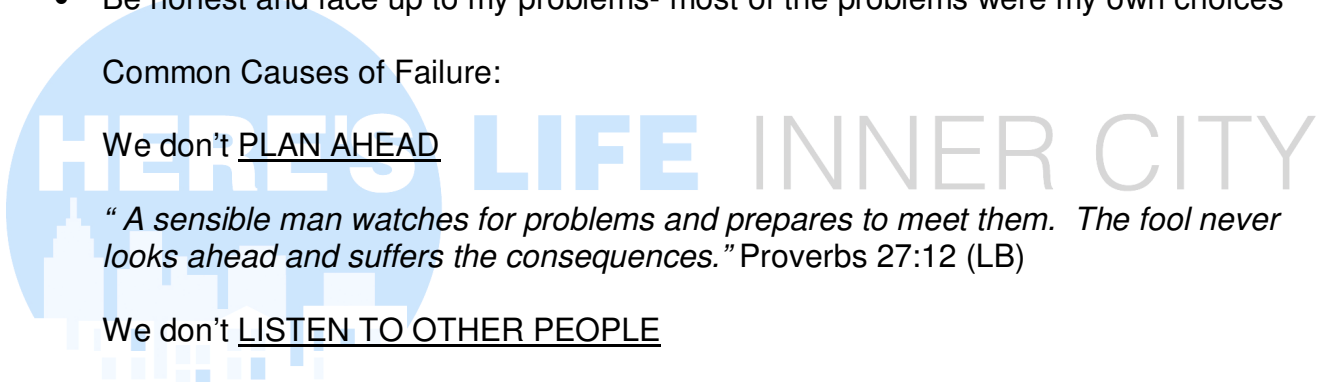 • Be honest and face up to my problems- most of the problems were my own choices
Common Causes of Failure:
HERE'S LIFE INNER CITY
We don’t PLAN AHEAD
“ A sensible man watches for problems and prepares to meet them.  The fool never
looks ahead and suffers the consequences.” Proverbs 27:12 (LB)
We don’t LISTEN TO OTHER PEOPLE